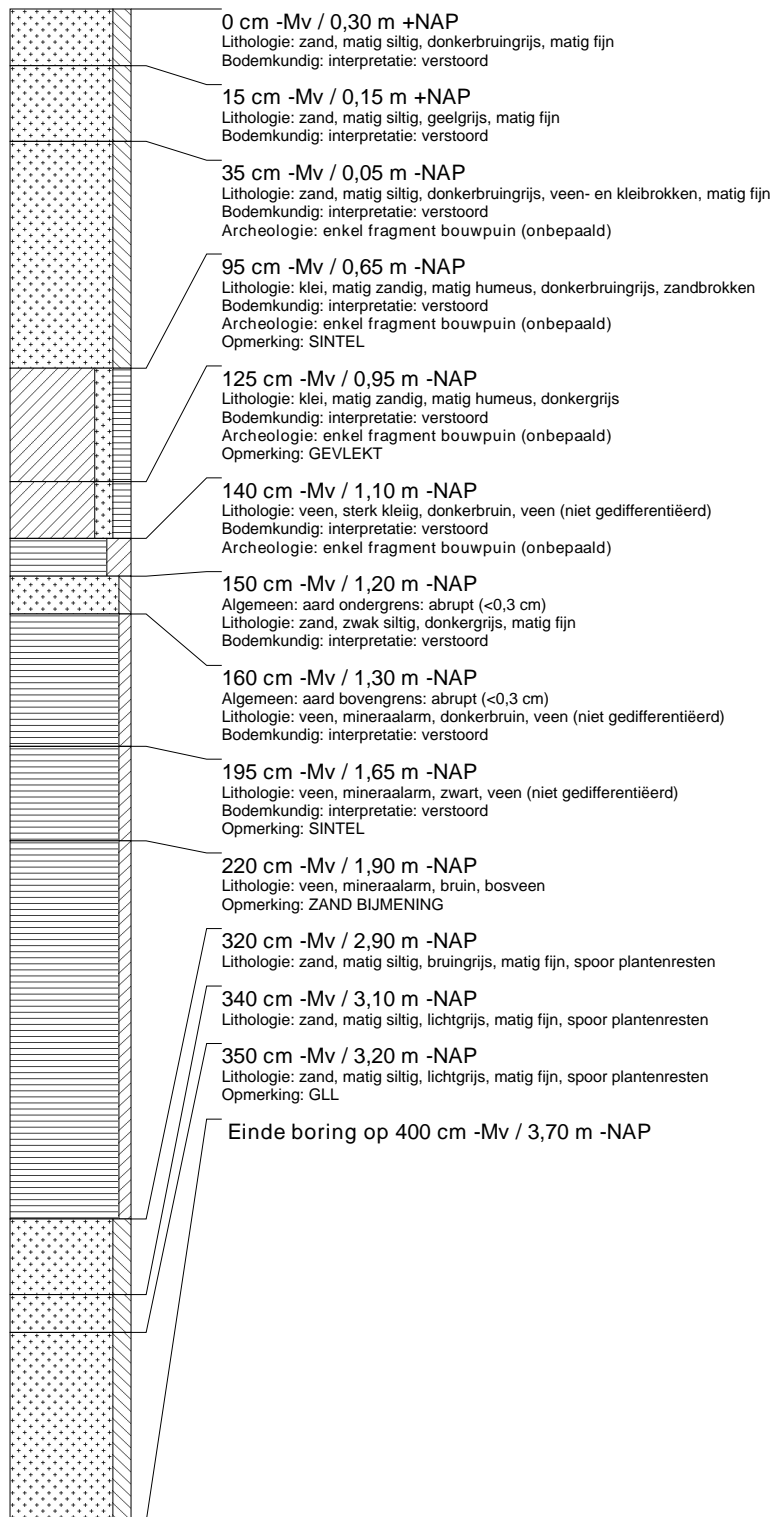 0 cm -Mv / 0,30 m +NAP
Lithologie: zand, matig siltig, donkerbruingrijs, matig fijn
Bodemkundig: interpretatie: verstoord
15 cm -Mv / 0,15 m +NAP
Lithologie: zand, matig siltig, geelgrijs, matig fijn
Bodemkundig: interpretatie: verstoord
35 cm -Mv / 0,05 m -NAP
Lithologie: zand, matig siltig, donkerbruingrijs, veen- en kleibrokken, matig fijn
Bodemkundig: interpretatie: verstoord
Archeologie: enkel fragment bouwpuin (onbepaald)
95 cm -Mv / 0,65 m -NAP
Lithologie: klei, matig zandig, matig humeus, donkerbruingrijs, zandbrokken
Bodemkundig: interpretatie: verstoord
Archeologie: enkel fragment bouwpuin (onbepaald)
Opmerking: SINTEL
125 cm -Mv / 0,95 m -NAP
Lithologie: klei, matig zandig, matig humeus, donkergrijs
Bodemkundig: interpretatie: verstoord
Archeologie: enkel fragment bouwpuin (onbepaald)
Opmerking: GEVLEKT
140 cm -Mv / 1,10 m -NAP
Lithologie: veen, sterk kleiig, donkerbruin, veen (niet gedifferentiëerd)
Bodemkundig: interpretatie: verstoord
Archeologie: enkel fragment bouwpuin (onbepaald)
150 cm -Mv / 1,20 m -NAP
Algemeen: aard ondergrens: abrupt (<0,3 cm)
Lithologie: zand, zwak siltig, donkergrijs, matig fijn
Bodemkundig: interpretatie: verstoord
160 cm -Mv / 1,30 m -NAP
Algemeen: aard bovengrens: abrupt (<0,3 cm)
Lithologie: veen, mineraalarm, donkerbruin, veen (niet gedifferentiëerd)
Bodemkundig: interpretatie: verstoord
195 cm -Mv / 1,65 m -NAP
Lithologie: veen, mineraalarm, zwart, veen (niet gedifferentiëerd)
Bodemkundig: interpretatie: verstoord
Opmerking: SINTEL
220 cm -Mv / 1,90 m -NAP
Lithologie: veen, mineraalarm, bruin, bosveen
Opmerking: ZAND BIJMENING
320 cm -Mv / 2,90 m -NAP
Lithologie: zand, matig siltig, bruingrijs, matig fijn, spoor plantenresten
340 cm -Mv / 3,10 m -NAP
Lithologie: zand, matig siltig, lichtgrijs, matig fijn, spoor plantenresten
350 cm -Mv / 3,20 m -NAP
Lithologie: zand, matig siltig, lichtgrijs, matig fijn, spoor plantenresten
Opmerking: GLL
Einde boring op 400 cm -Mv / 3,70 m -NAP